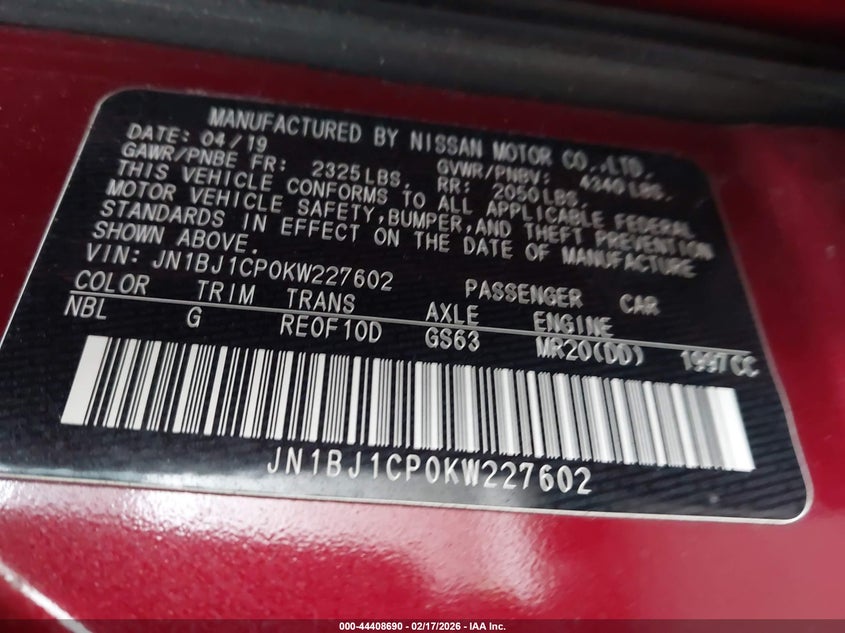 MANUFACTURED BY NISSAN MOTOR CO.,LTD.
DATE: 04/19 GVWR/PNBV: 4340LBS.
GAWR/PNBE FR: 2325LBS. RR: 2050LBS.
THIS VEHICLE CONFORMS TO ALL APPLICABLE FEDERAL
MOTOR VEHICLE SAFETY,BUMPER,AND THEFT PREVENTION
STANDARDS IN EFFECT ON THE DATE OF MANUFACTURE
SHOWN ABOVE.
VIN: JN1BJ1CP0KW227602 PASSENGER CAR
COLOR TRIM TRANS AXLE ENGINE
NBL G RE0F10D GS63 MR20(DD) 1997CC
JN1BJ1CP0KW227602
000-44408690 - 02/17/2026 - IAA Inc.